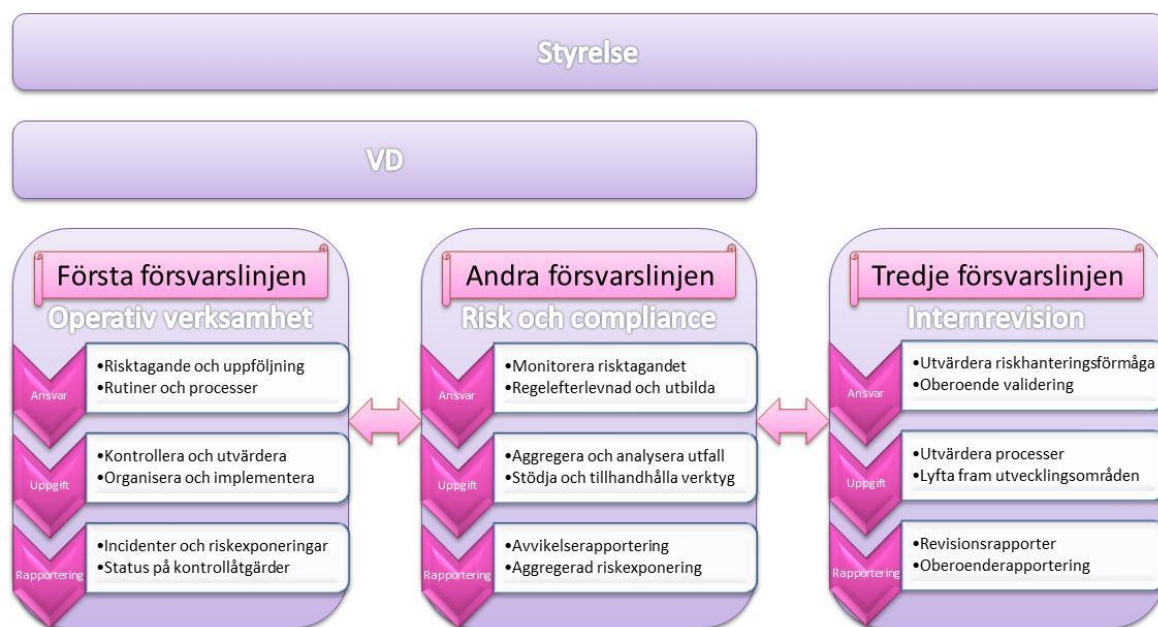 Styrelse
VD
Första försvarslinjen
Operativ verksamhet
Ansvar
•Risktagande och uppföljning
•Rutiner och processer
Uppgift
•Kontrollera och utvärdera
•Organisera och implementera
Rapportering
•Incidenter och riskexponeringar
•Status på kontrollåtgärder
Andra försvarslinjen
Risk och compliance
Ansvar
•Monitorera risktagandet
•Regelefterlevnad och utbilda
Uppgift
•Aggregera och analysera utfall
•Stödja och tillhandhålla verktyg
Rapportering
•Avvikelserapportering
•Aggregerad riskexponering
Tredje försvarslinjen
Internrevision
Ansvar
•Utvärdera riskhanteringsförmåga
•Oberoende validering
Uppgift
•Utvärdera processer
•Lyfta fram utvecklingsområden
Rapportering
•Revisionsrapporter
•Oberoenderapportering